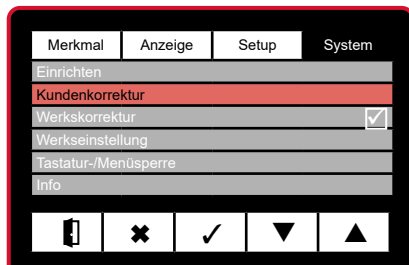 Merkmal Anzeige Setup System
Einrichten
Kundenkorrektur
Werkskorrektur
Werkseinstellung
Tastatur-/Menüsperre
Info